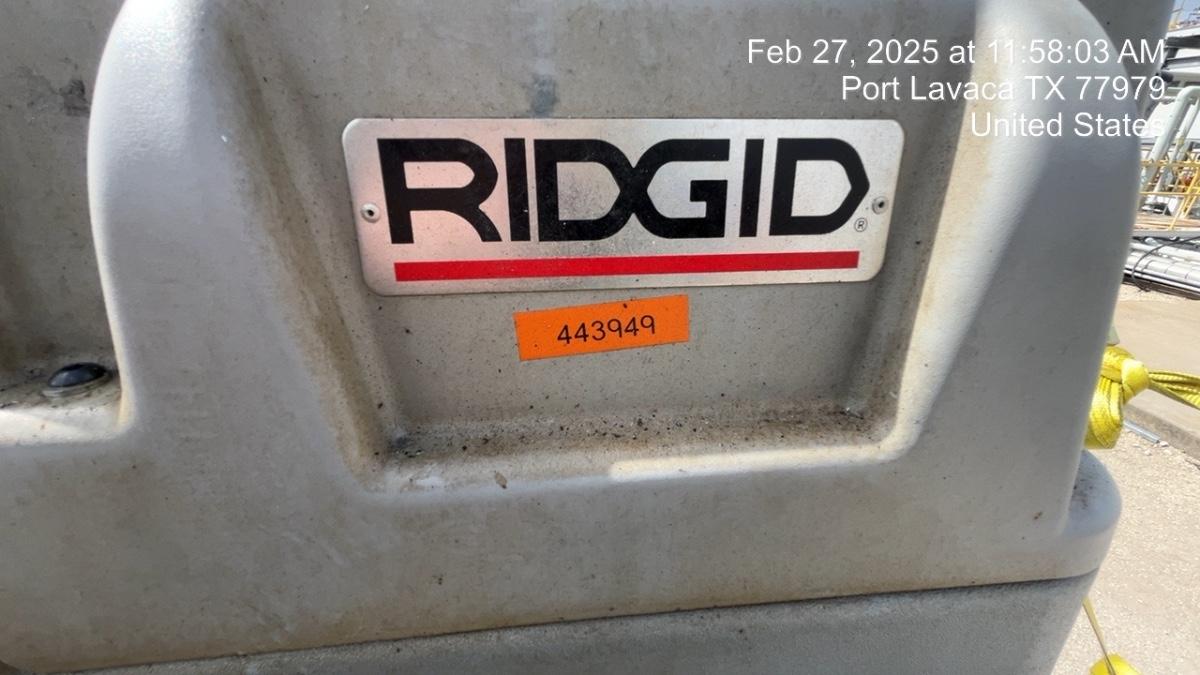 Feb 27, 2025 at 11:58:03 AM
Port Lavaca TX 77979
United States
RIDGID®
443949